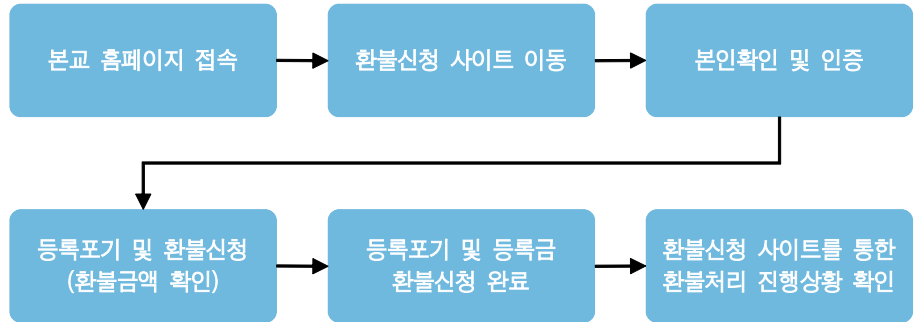 본교 홈페이지 접속
환불신청 사이트 이동
본인확인 및 인증
등록포기 및 환불신청
(환불금액 확인)
등록포기 및 등록금
환불신청 완료
환불신청 사이트를 통한
환불처리 진행상황 확인